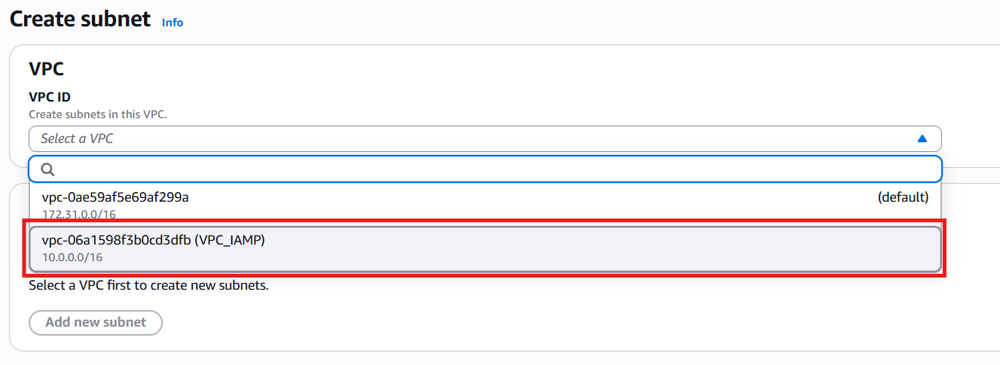 Create subnet Info
VPC
VPC ID
Create subnets in this VPC.
Select a VPC
vpc-0ae59af5e69af299a (default)
172.31.0.0/16
vpc-06a1598f3b0cd3dfb (VPC_IAMP)
10.0.0.0/16
Select a VPC first to create new subnets.
Add new subnet